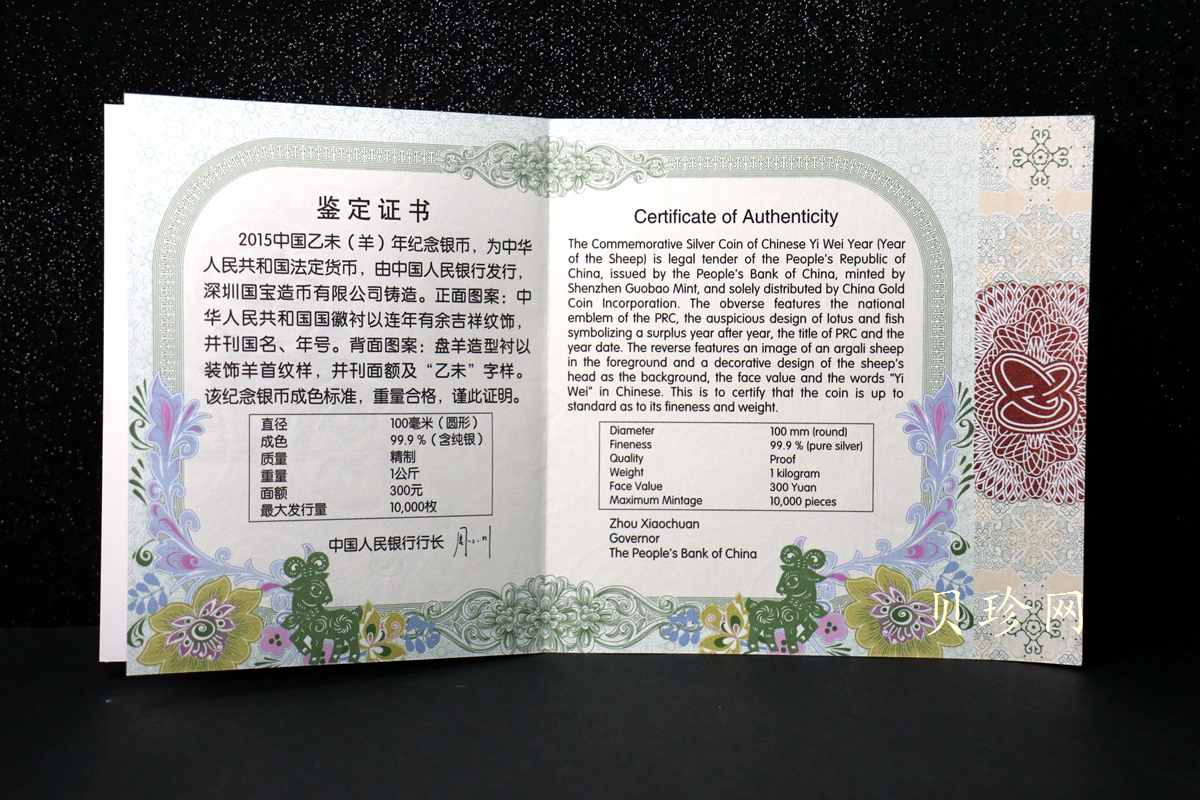 鉴定证书
2015中国乙未（羊）年纪念银币，为中华
人民共和国法定货币，由中国人民银行发行，
深圳国宝造币有限公司铸造。正面图案：中
华人民共和国国徽衬以连年有余吉祥纹饰，
并刊国名、年号。背面图案：盘羊造型衬以
装饰羊首纹样，并刊面额及“乙未”字样。
该纪念银币成色标准，重量合格，谨此证明。
直径 100毫米（圆形）
成色 99.9％（含纯银）
质量 精制
重量 1公斤
面额 300元
最大发行量 10,000枚
中国人民银行行长 周小川
Certificate of Authenticity
The Commemorative Silver Coin of Chinese Yi Wei Year (Year
of the Sheep) is legal tender of the People's Republic of
China, issued by the People's Bank of China, minted by
Shenzhen Guobao Mint, and solely distributed by China Gold
Coin Incorporation. The obverse features the national
emblem of the PRC, the auspicious design of lotus and fish
symbolizing a surplus year after year, the title of PRC and the
year date. The reverse features an image of an argali sheep
in the foreground and a decorative design of the sheep's
head as the background, the face value and the words "Yi
Wei" in Chinese. This is to certify that the coin is up to
standard as to its fineness and weight.
Diameter 100 mm (round)
Fineness 99.9 % (pure silver)
Quality Proof
Weight 1 kilogram
Face Value 300 Yuan
Maximum Mintage 10,000 pieces
Zhou Xiaochuan
Governor
The People's Bank of China
贝珍网